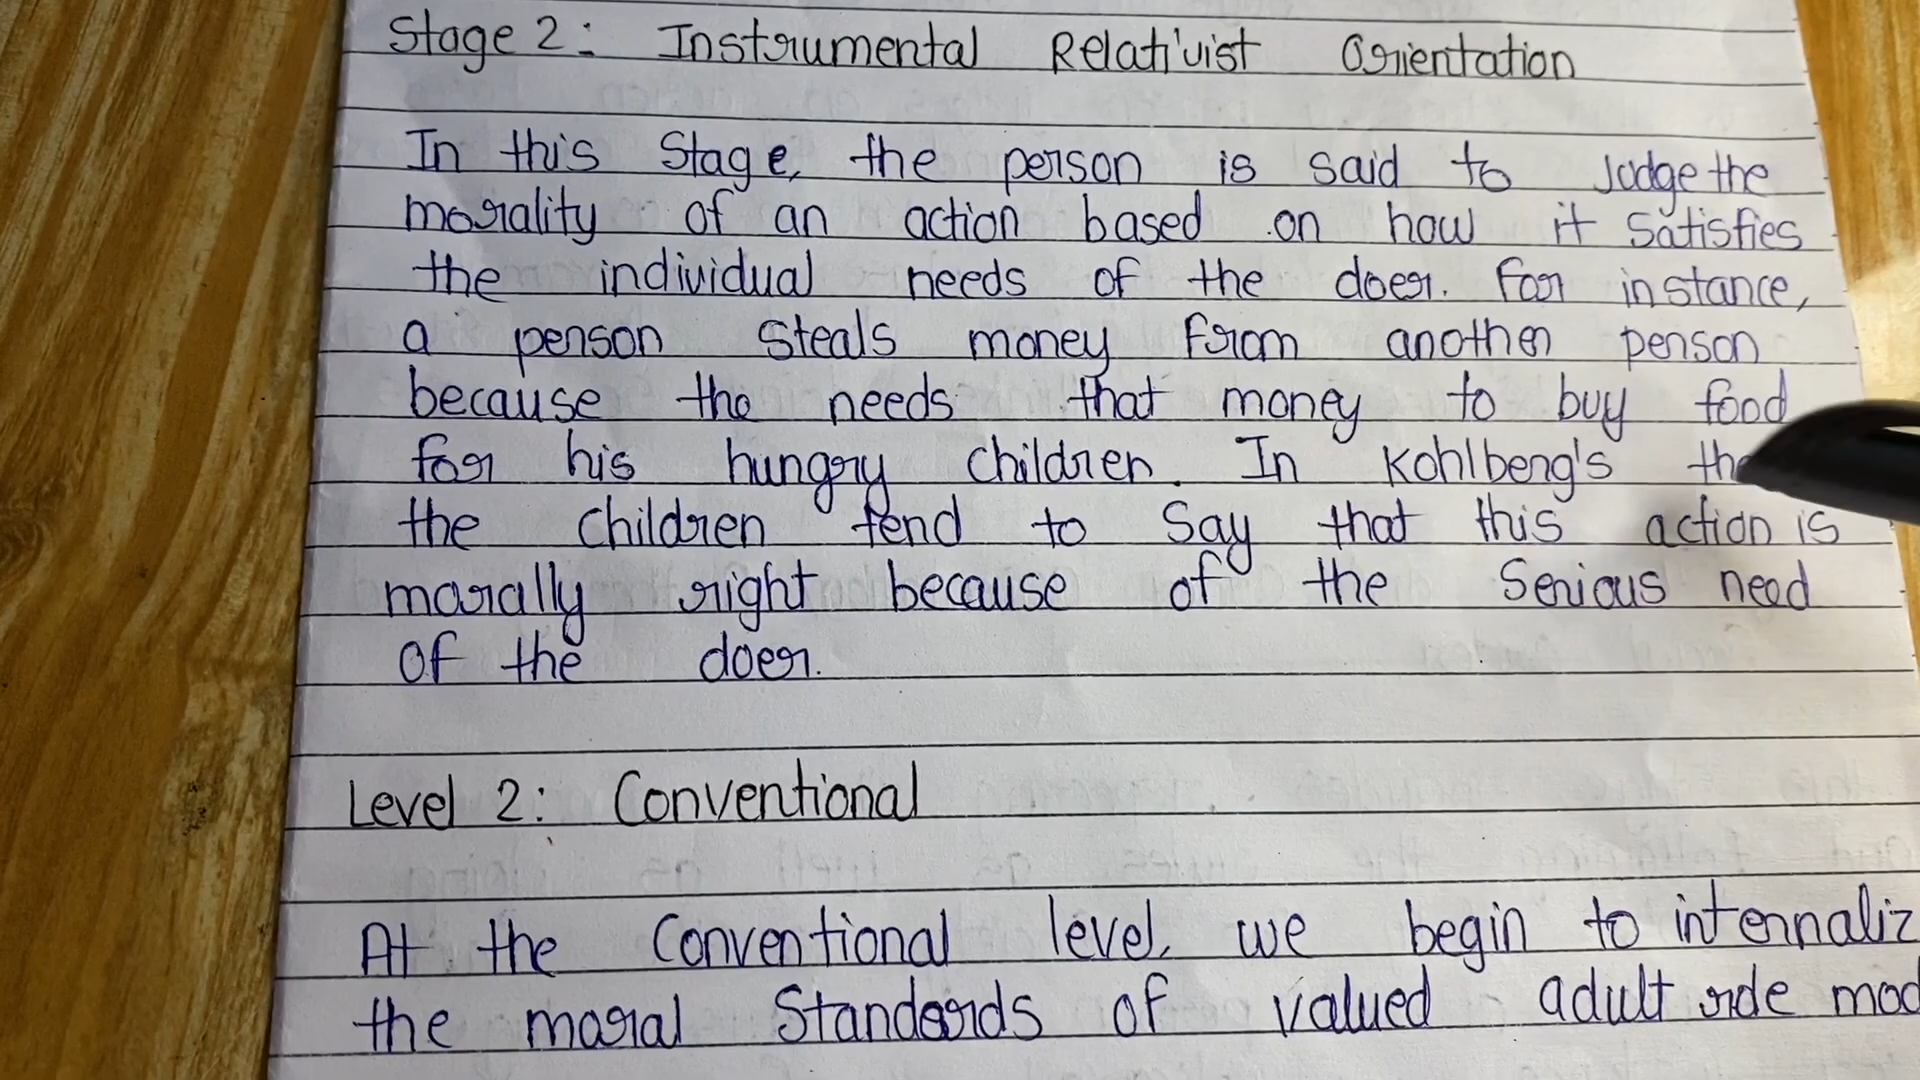 Stage 2: Instrumental Relativist Orientation
In this Stage, the person is said to Judge the
morality of an action based on how it satisfies
the individual needs of the doer. For instance,
a person steals money from another person
because the needs that money to buy food
for his hungry children. In Kohlberg's
the children tend to say that this action is
morally right because of the Serious need
of the doer.
Level 2: Conventional
At the Conventional level, we begin to internaliz
the moral Standards of valued adult role mod